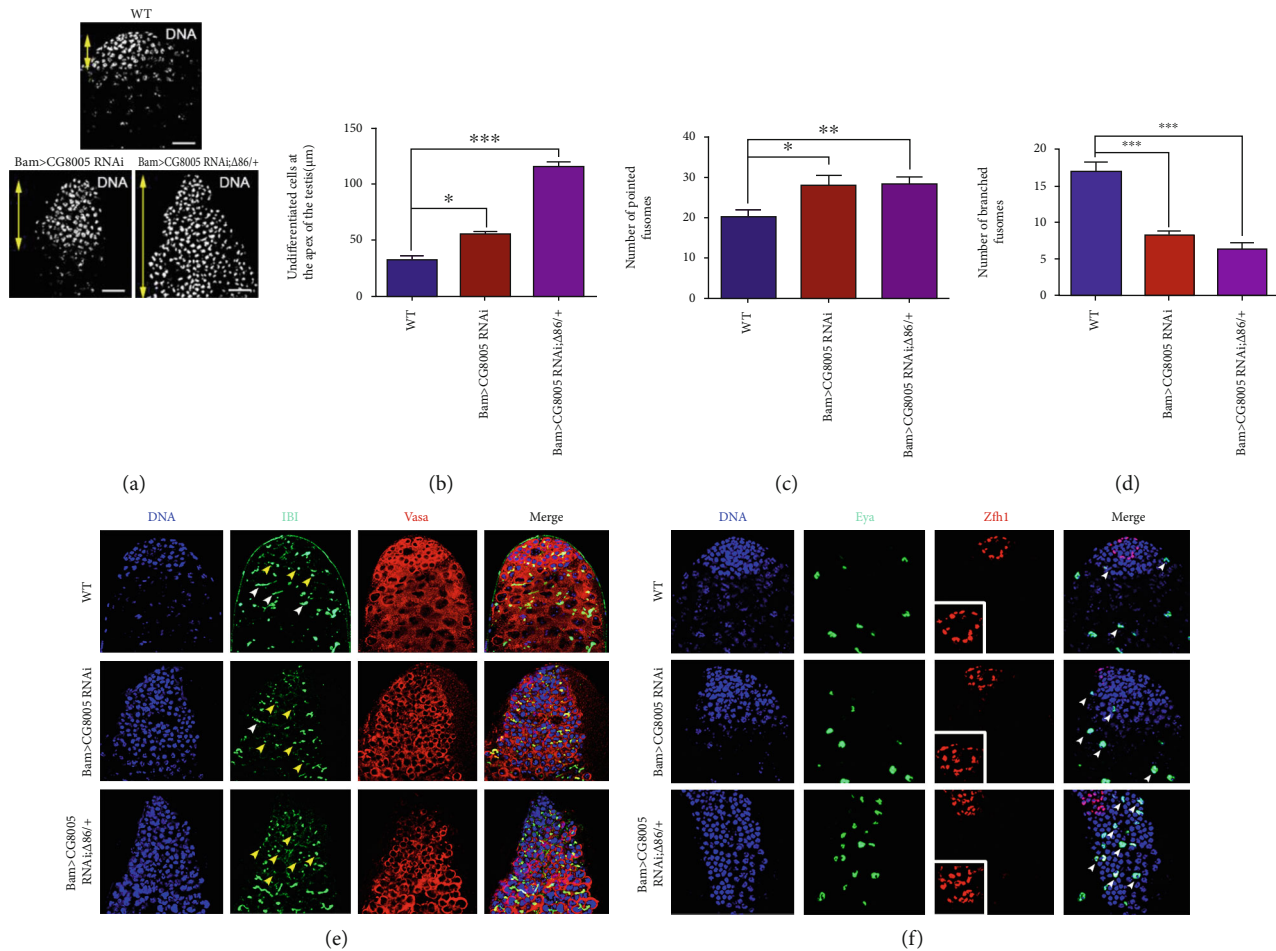 WT
DNA
Bam>CG8005 RNAi
DNA
Bam>CG8005 RNAi;Δ86/+
DNA
(a)
Undifferentiated cells at
the apex of the testis(μm)
150
100
50
0
*
***
WT
Bam>CG8005 RNAi
Bam>CG8005 RNAi;Δ86/+
(b)
Number of pointed
fusomes
40
30
20
10
0
*
**
WT
Bam>CG8005 RNAi
Bam>CG8005 RNAi;Δ86/+
(c)
Number of branched
fusomes
20
15
10
5
0
***
***
WT
Bam>CG8005 RNAi
Bam>CG8005 RNAi;Δ86/+
(d)
DNA
IBI
Vasa
Merge
WT
Bam>CG8005 RNAi
Bam>CG8005
RNAi;Δ86/+
(e)
DNA
Eya
Zfh1
Merge
WT
Bam>CG8005 RNAi
Bam>CG8005
RNAi;Δ86/+
(f)